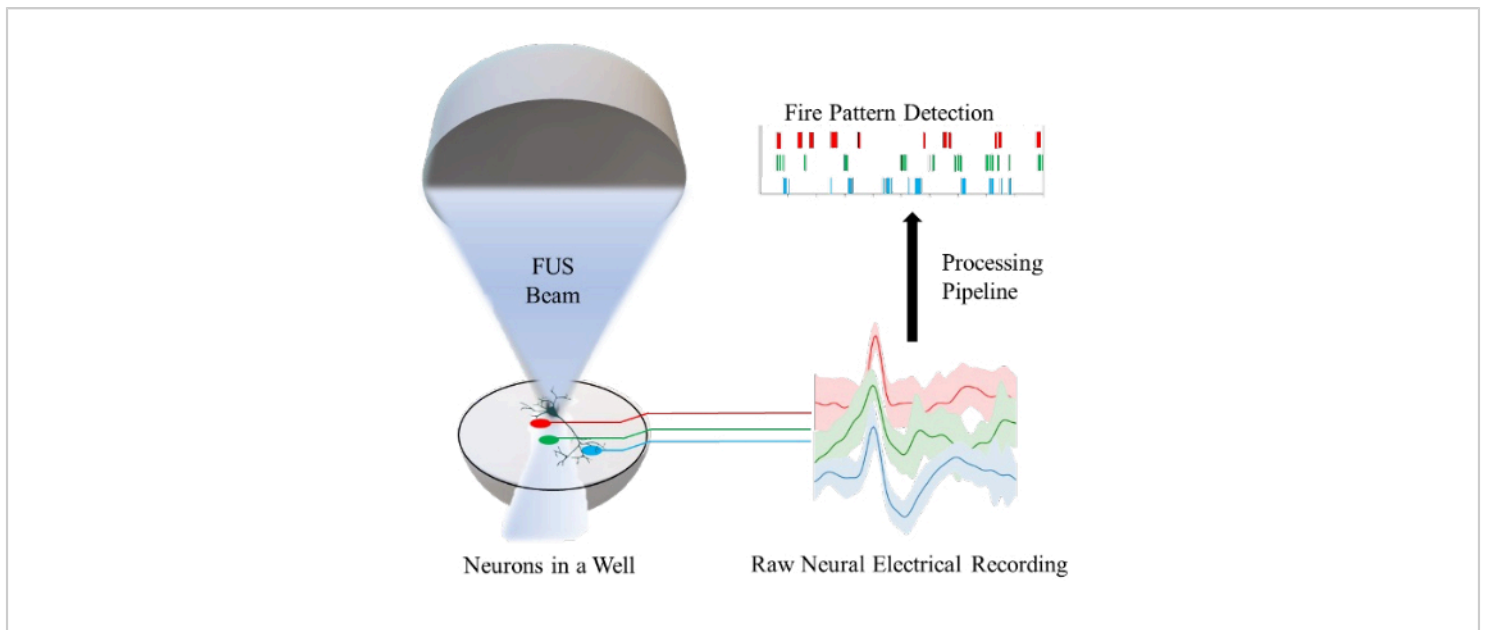 Fire Pattern Detection
FUS
Beam
Processing
Pipeline
Neurons in a Well
Raw Neural Electrical Recording